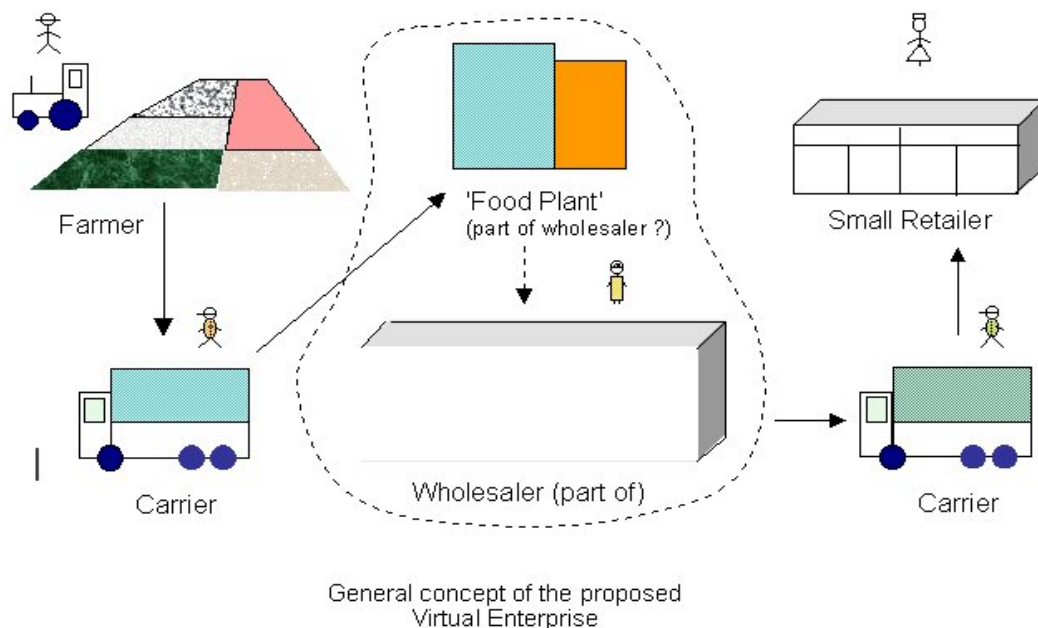 Farmer
'Food Plant'
(part of wholesaler ?)
Small Retailer
Carrier
Wholesaler (part of)
Carrier
General concept of the proposed
Virtual Enterprise